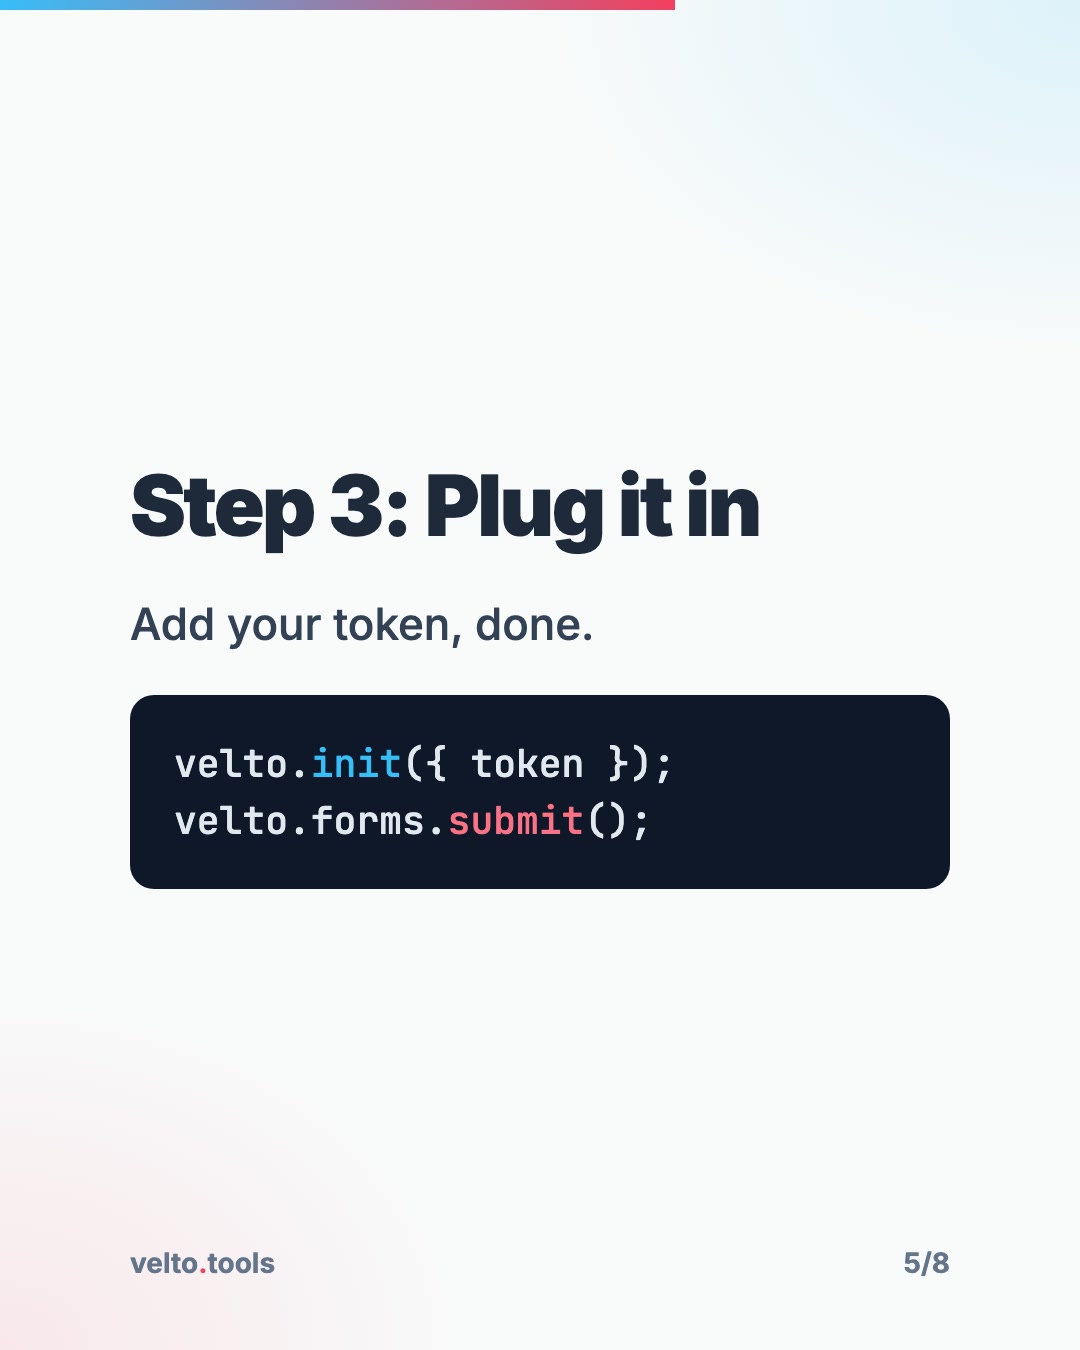 Step 3: Plug it in
Add your token, done.
velto.init({ token });
velto.forms.submit();
velto.tools
5/8